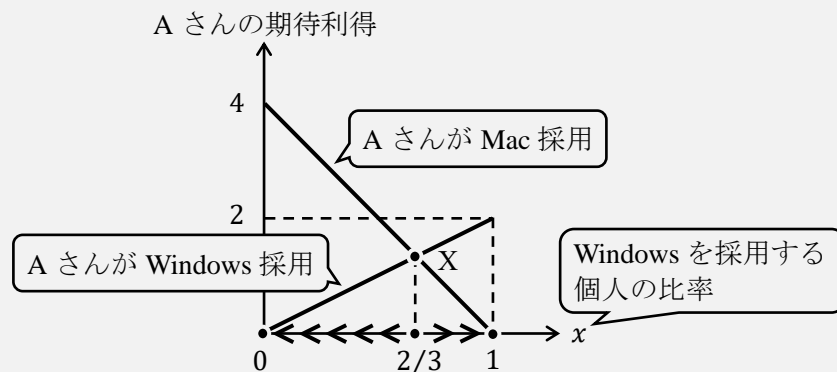 A さんの期待利得
4
A さんが Mac 採用
2
A さんが Windows 採用
X
Windows を採用する
個人の比率
x
0
2/3
1